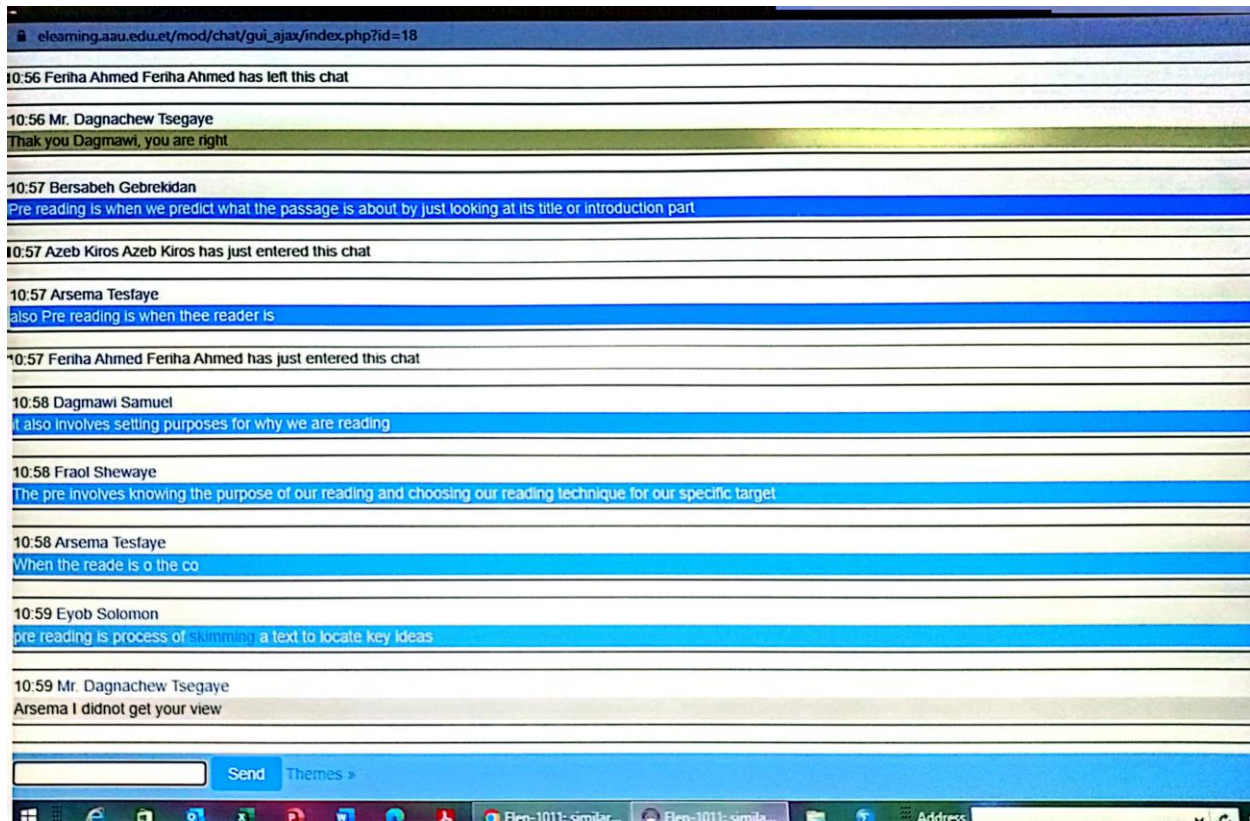 elearning.aau.edu.et/mod/chat/gui_ajax/index.php?id=18
10:56 Feriha Ahmed Feriha Ahmed has left this chat
10:56 Mr. Dagnachew Tsegaye
Thak you Dagmawi, you are right
10:57 Bersabeh Gebrekidan
Pre reading is when we predict what the passage is about by just looking at its title or introduction part
10:57 Azeb Kiros Azeb Kiros has just entered this chat
10:57 Arsema Tesfaye
also Pre reading is when thee reader is
10:57 Feriha Ahmed Feriha Ahmed has just entered this chat
10:58 Dagmawi Samuel
it also involves setting purposes for why we are reading
10:58 Fraol Shewaye
The pre involves knowing the purpose of our reading and choosing our reading technique for our specific target
10:58 Arsema Tesfaye
When the reade is o the co
10:59 Eyob Solomon
pre reading is process of skimming a text to locate key ideas
10:59 Mr. Dagnachew Tsegaye
Arsema I didnot get your view
Send Themes »
Elen-1011: similar... Elen-1011: simila... Address